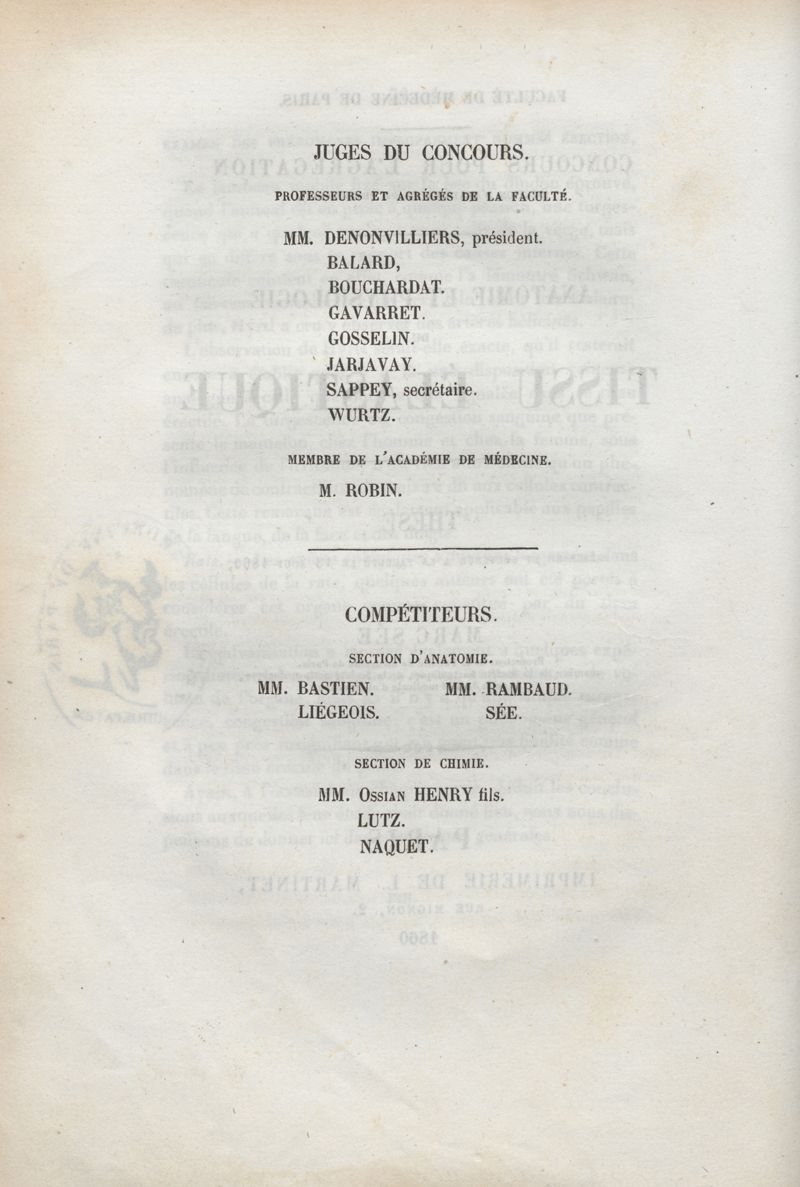 JUGES DU CONCOURS.
PROFESSEURS ET AGRÉGÉS DE LA FACULTÉ.
MM. DENONVILLIERS, président.
BALARD,
BOUCHARDAT.
GAVARRET.
GOSSELIN.
JARJAVAY.
SAPPEY, secrétaire.
WURTZ.
MEMBRE DE L'ACADÉMIE DE MÉDECINE.
M. ROBIN.
COMPÉTITEURS.
SECTION D'ANATOMIE.
MM. BASTIEN. MM. RAMBAUD.
LIÉGEOIS. SÉE.
SECTION DE CHIMIE.
MM. OSSIAN HENRY fils.
LUTZ.
NAQUET.